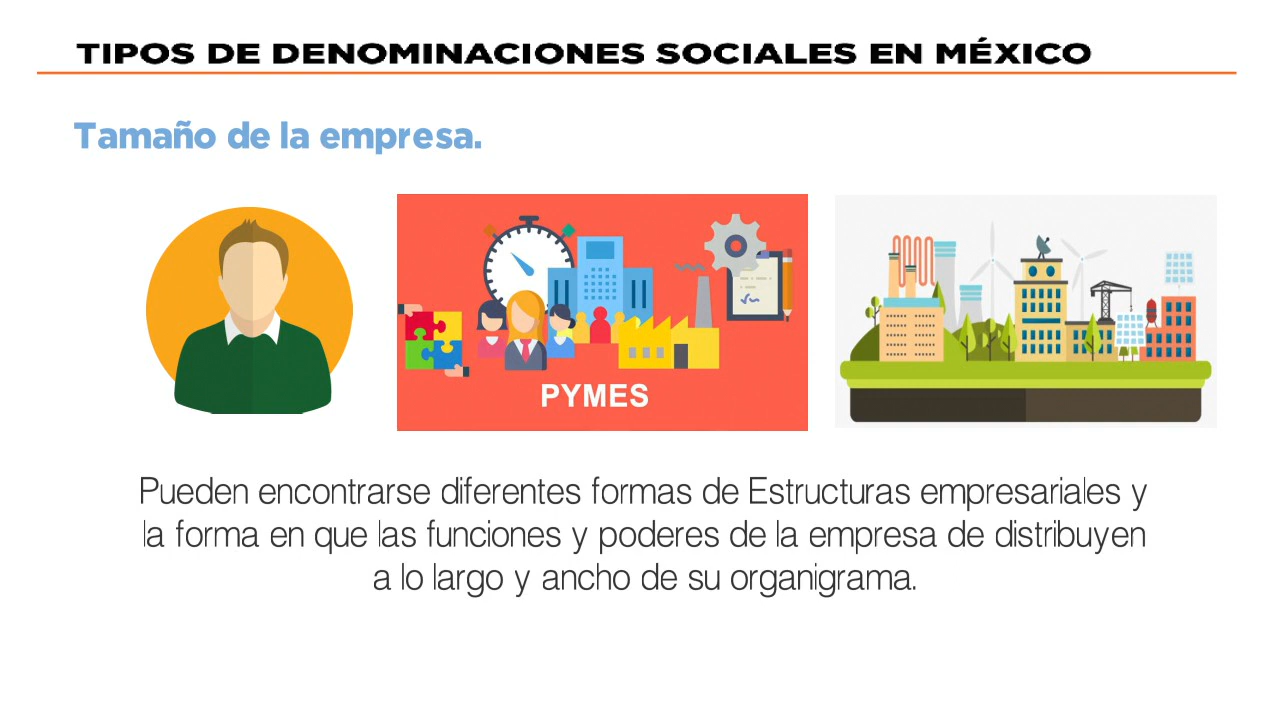 TIPOS DE DENOMINACIONES SOCIALES EN MÉXICO
Tamaño de la empresa.
PYMES
Pueden encontrarse diferentes formas de Estructuras empresariales y
la forma en que las funciones y poderes de la empresa de distribuyen
a lo largo y ancho de su organigrama.